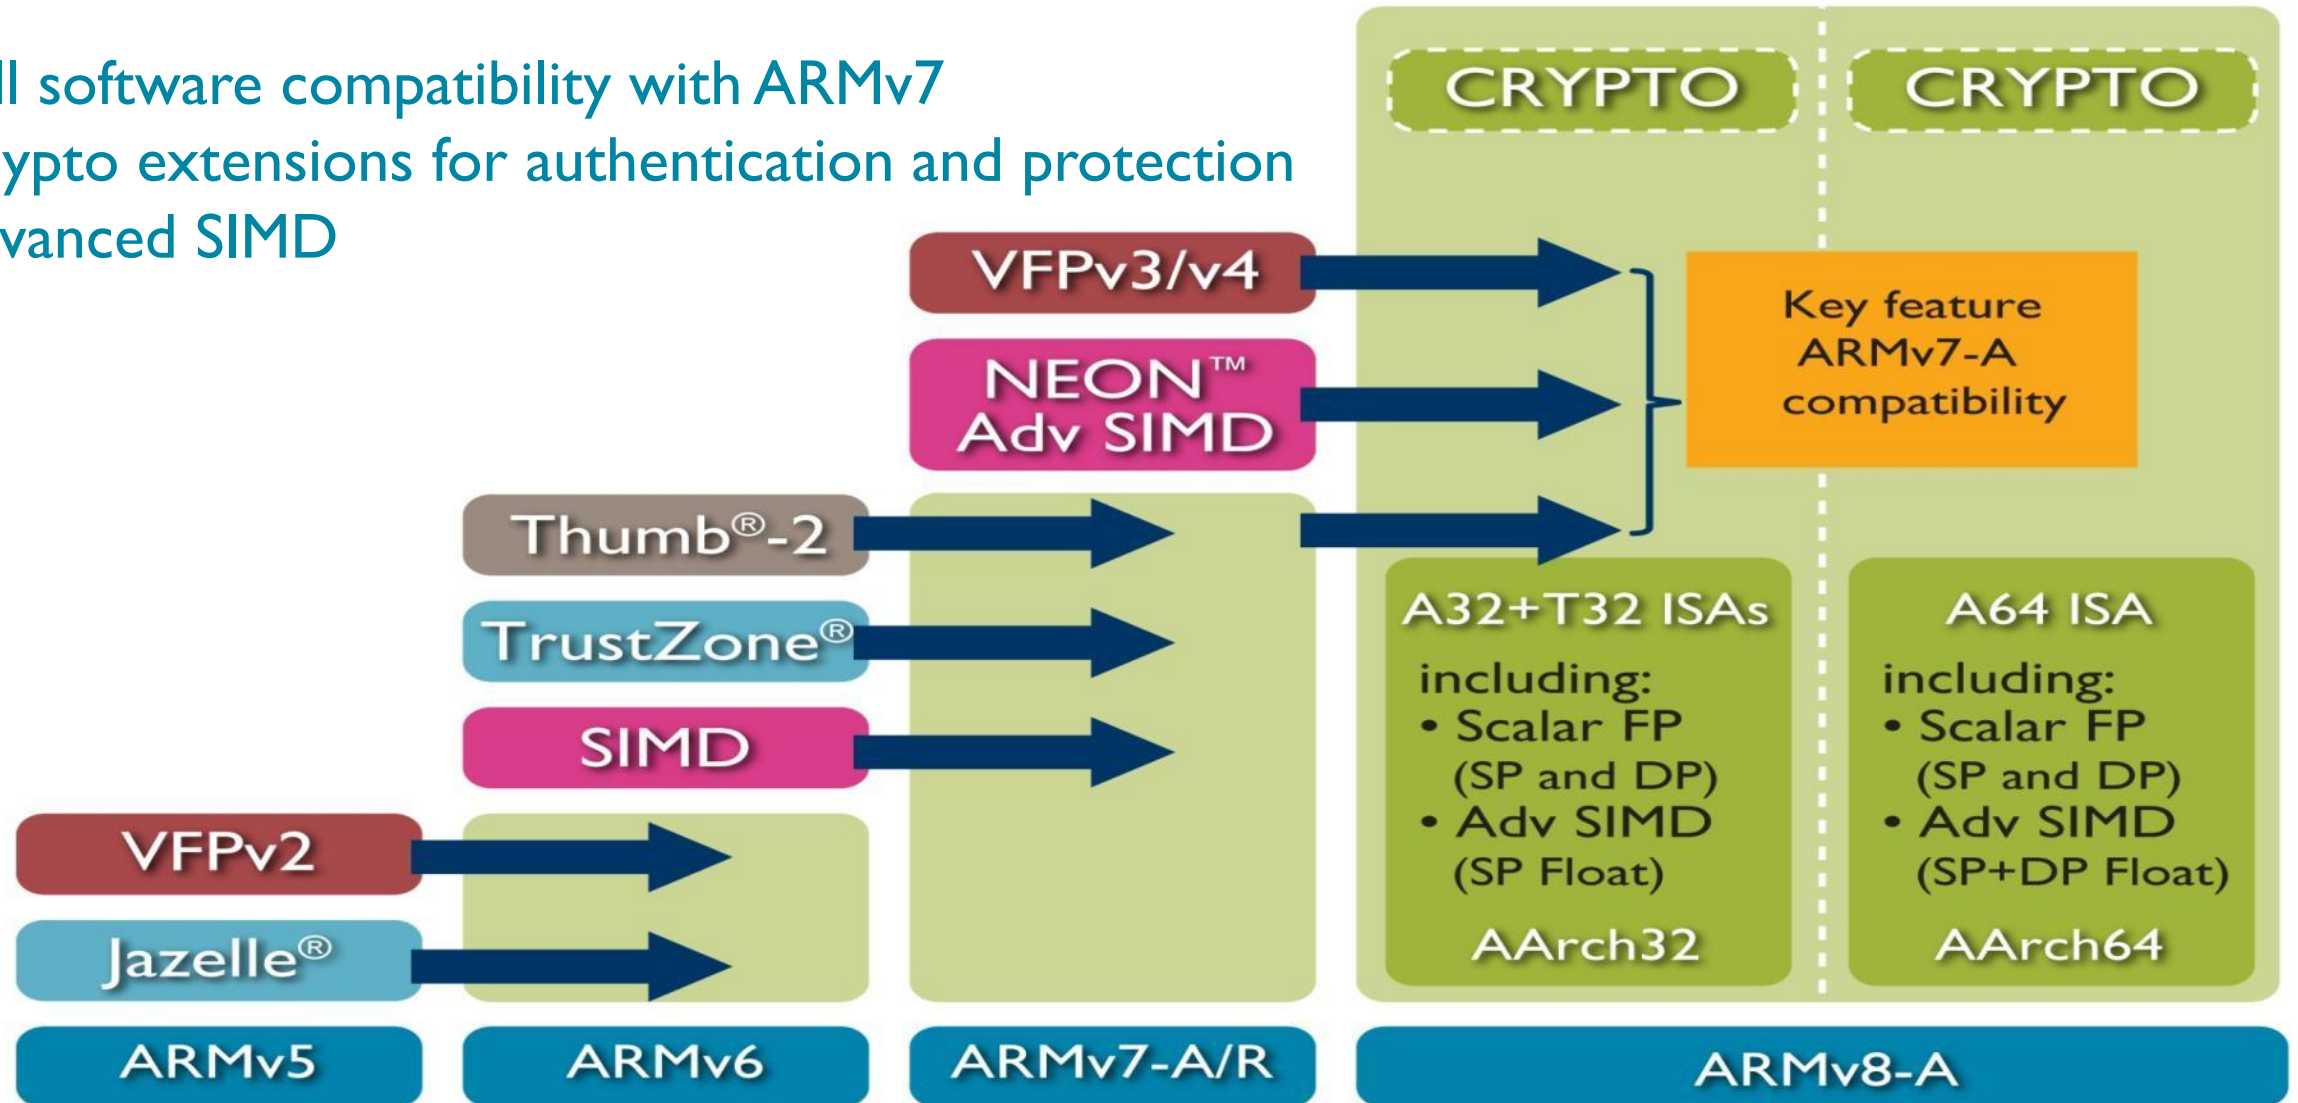 ll software compatibility with ARMv7
ypto extensions for authentication and protection
vanced SIMD
CRYPTO
CRYPTO
VFPv3/v4
Key feature
ARMv7-A
compatibility
NEON™
Adv SIMD
Thumb®-2
TrustZone®
SIMD
A32+T32 ISAs
including:
• Scalar FP
(SP and DP)
• Adv SIMD
(SP Float)
AArch32
A64 ISA
including:
• Scalar FP
(SP and DP)
• Adv SIMD
(SP+DP Float)
AArch64
VFPv2
Jazelle®
ARMv5
ARMv6
ARMv7-A/R
ARMv8-A